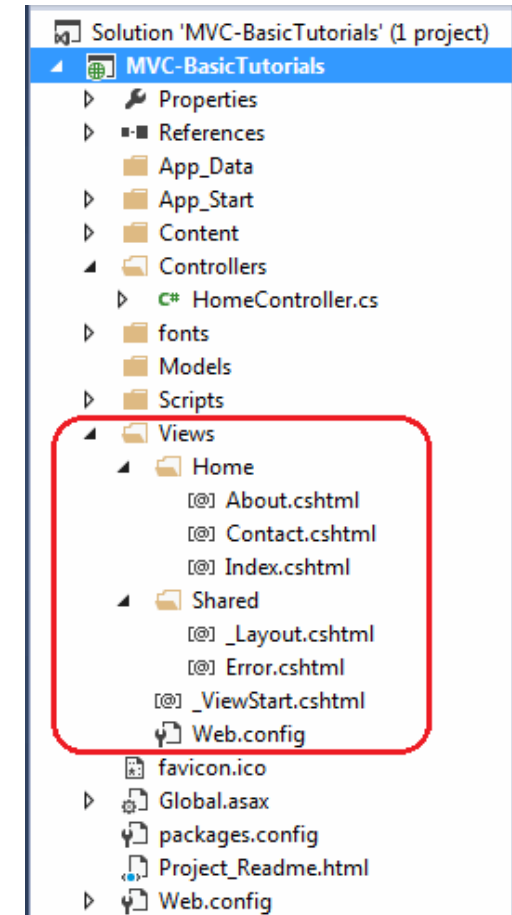 Solution 'MVC-BasicTutorials' (1 project)
MVC-BasicTutorials
Properties
References
App_Data
App_Start
Content
Controllers
C# HomeController.cs
fonts
Models
Scripts
Views
Home
[@] About.cshtml
[@] Contact.cshtml
[@] Index.cshtml
Shared
[@] _Layout.cshtml
[@] Error.cshtml
[@] _ViewStart.cshtml
Web.config
favicon.ico
Global.asax
packages.config
Project_Readme.html
Web.config